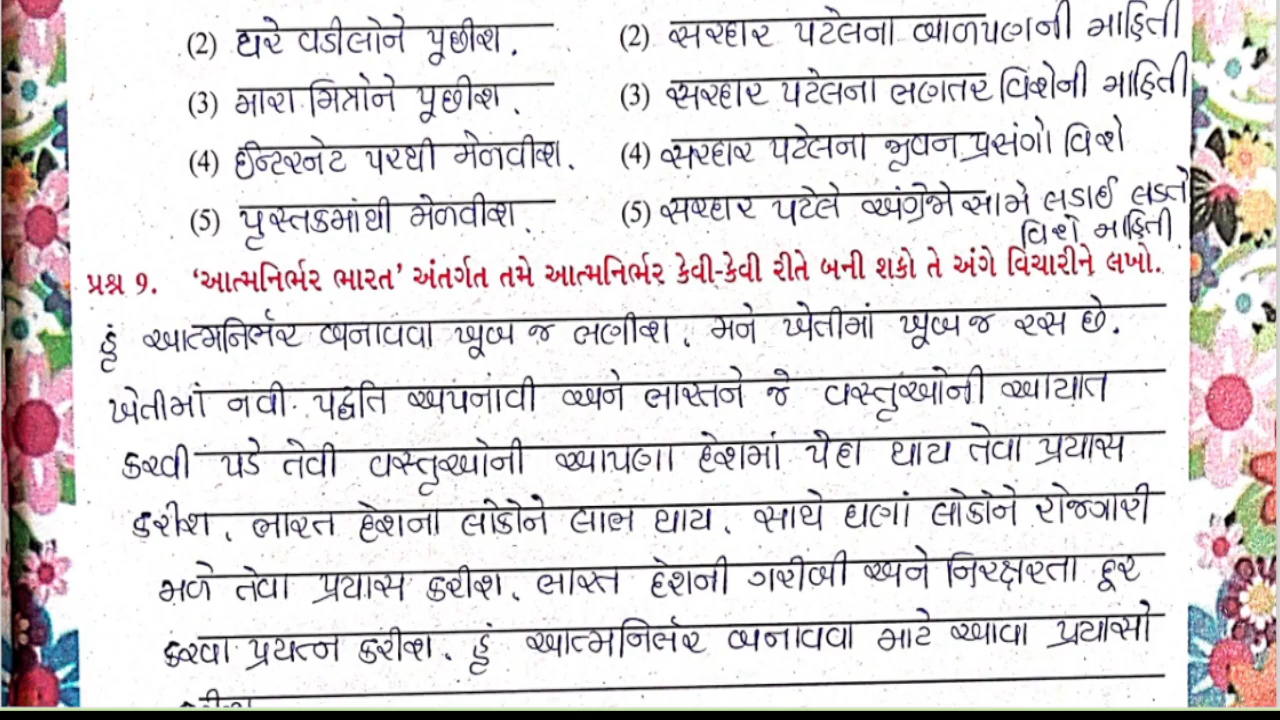 (2) ઘરે વડીલોને પૂછીશ. (2) સરદાર પટેલના બાળપણની માહિતી
(3) મારા મિત્રોને પૂછીશ. (3) સરદાર પટેલના ભણતર વિશેની માહિતી
(4) ઈન્ટરનેટ પરથી મેળવીશ. (4) સરદાર પટેલના જીવન પ્રસંગો વિશે
(5) પુસ્તકમાંથી મેળવીશ. (5) સરદાર પટેલે અંગ્રેજો સામે લડાઈ લડતો
વિશે માહિતી.
પ્રશ્ન 9. 'આત્મનિર્ભર ભારત' અંતર્ગત તમે આત્મનિર્ભર કેવી-કેવી રીતે બની શકો તે અંગે વિચારીને લખો.
હું આત્મનિર્ભર બનાવવા ખૂબ જ ભણીશ. મને ખેતીમાં ખૂબ જ રસ છે.
ખેતીમાં નવી પદ્ધતિ અપનાવી અને ભારતને જે વસ્તુઓની આયાત
કરવી પડે તેવી વસ્તુઓની આપણા દેશમાં પેદા થાય તેવા પ્રયાસ
કરીશ. ભારત દેશના લોકોને લાભ થાય. સાથે ઘણાં લોકોને રોજગારી
મળે તેવા પ્રયાસ કરીશ. ભારત દેશની ગરીબી અને નિરક્ષરતા દૂર
કરવા પ્રયત્ન કરીશ. હું આત્મનિર્ભર બનાવવા માટે આવા પ્રયાસો